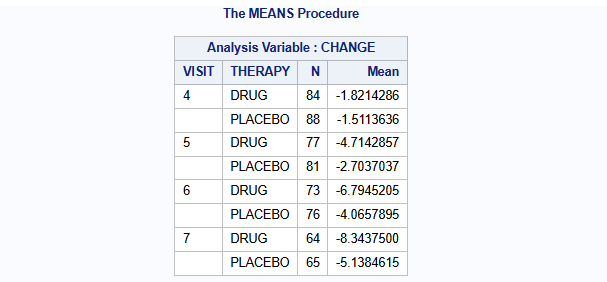 The MEANS Procedure
Analysis Variable : CHANGE
VISIT THERAPY N Mean
4 DRUG 84 -1.8214286
PLACEBO 88 -1.5113636
5 DRUG 77 -4.7142857
PLACEBO 81 -2.7037037
6 DRUG 73 -6.7945205
PLACEBO 76 -4.0657895
7 DRUG 64 -8.3437500
PLACEBO 65 -5.1384615